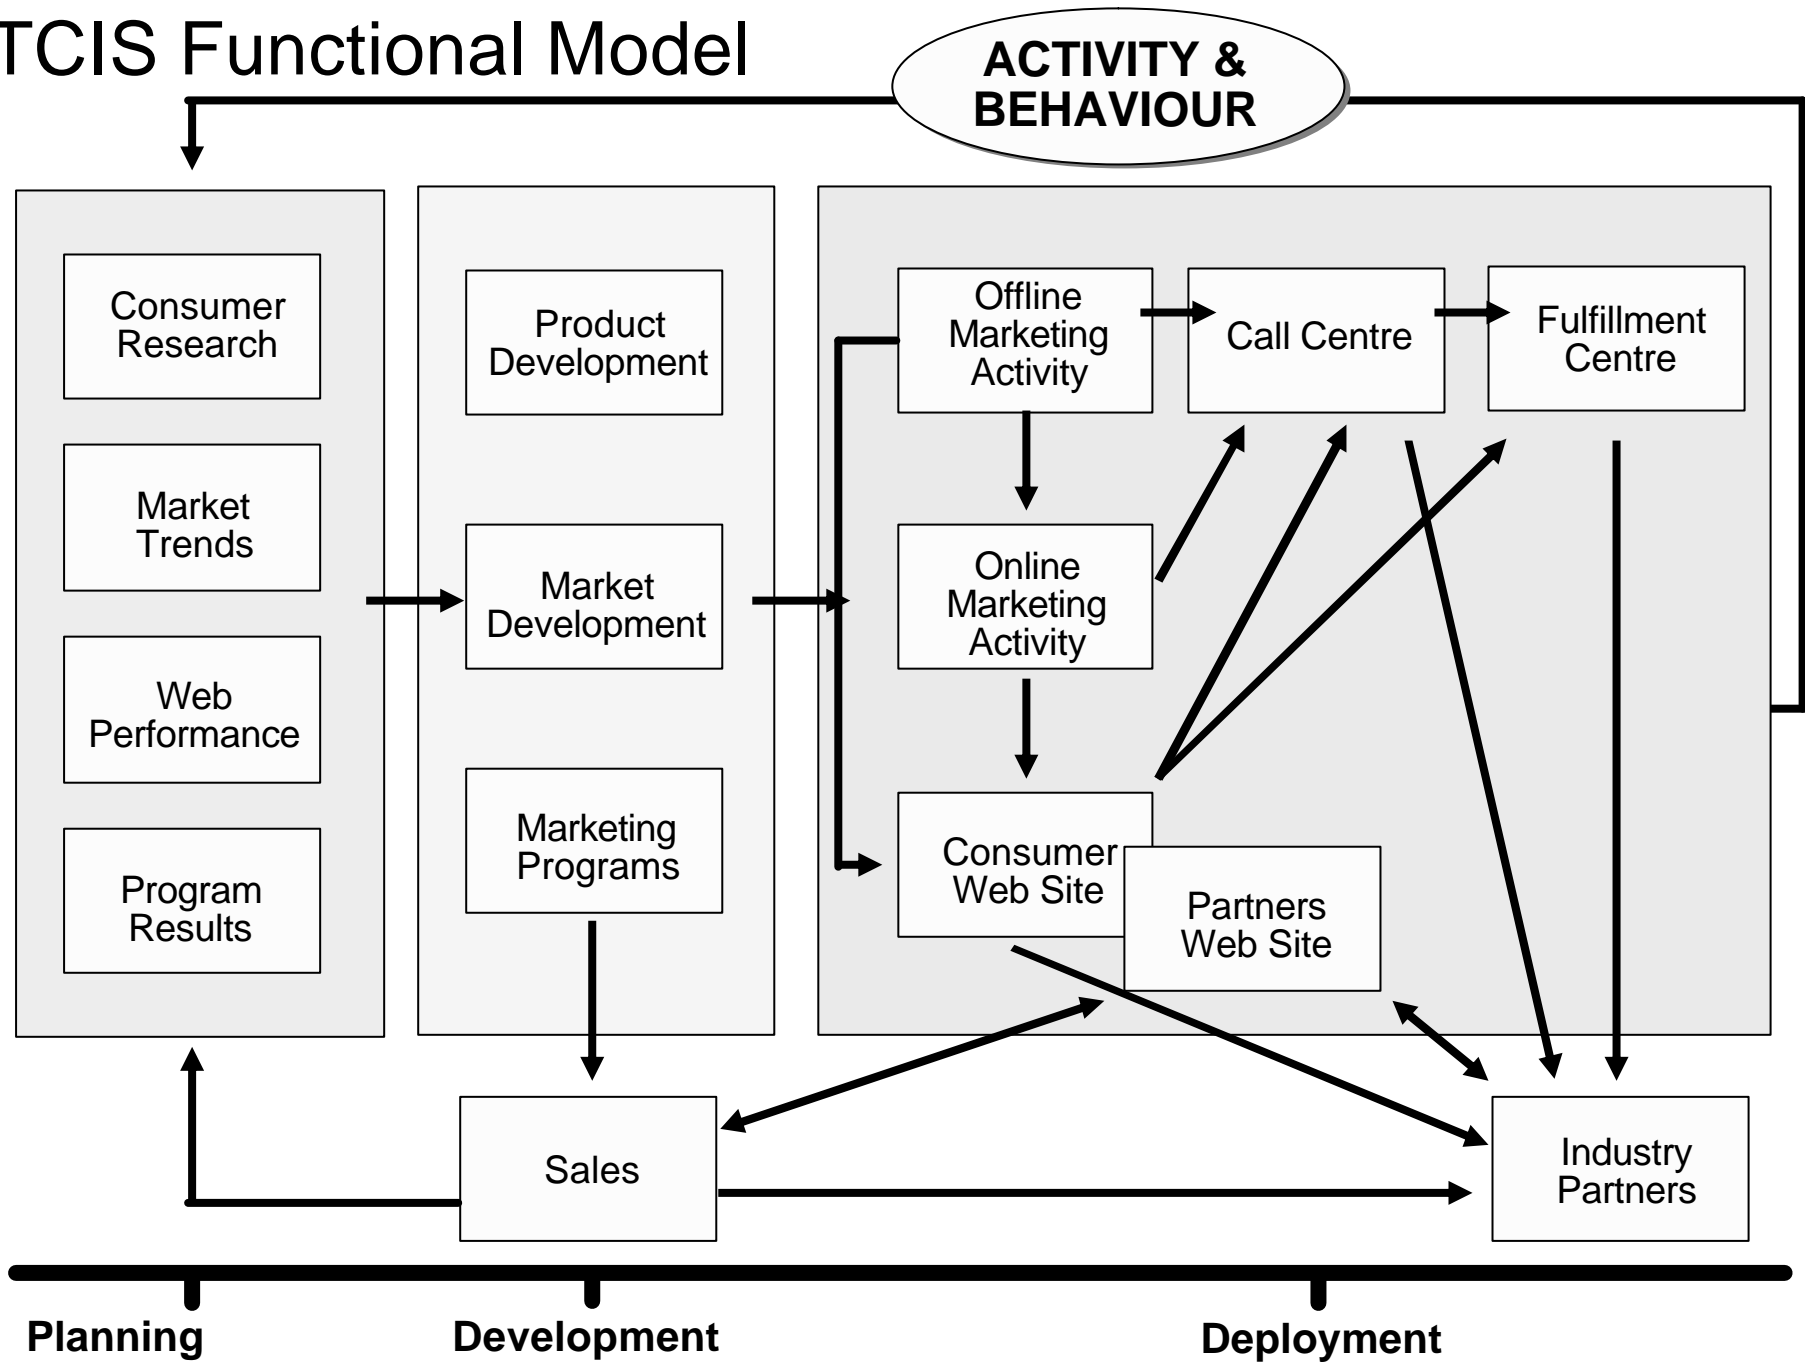 TCIS Functional Model
ACTIVITY &
BEHAVIOUR
Consumer
Research
Market
Trends
Web
Performance
Program
Results
Product
Development
Market
Development
Marketing
Programs
Offline
Marketing
Activity
Call Centre
Fulfillment
Centre
Online
Marketing
Activity
Consumer
Web Site
Partners
Web Site
Sales
Industry
Partners
Planning
Development
Deployment